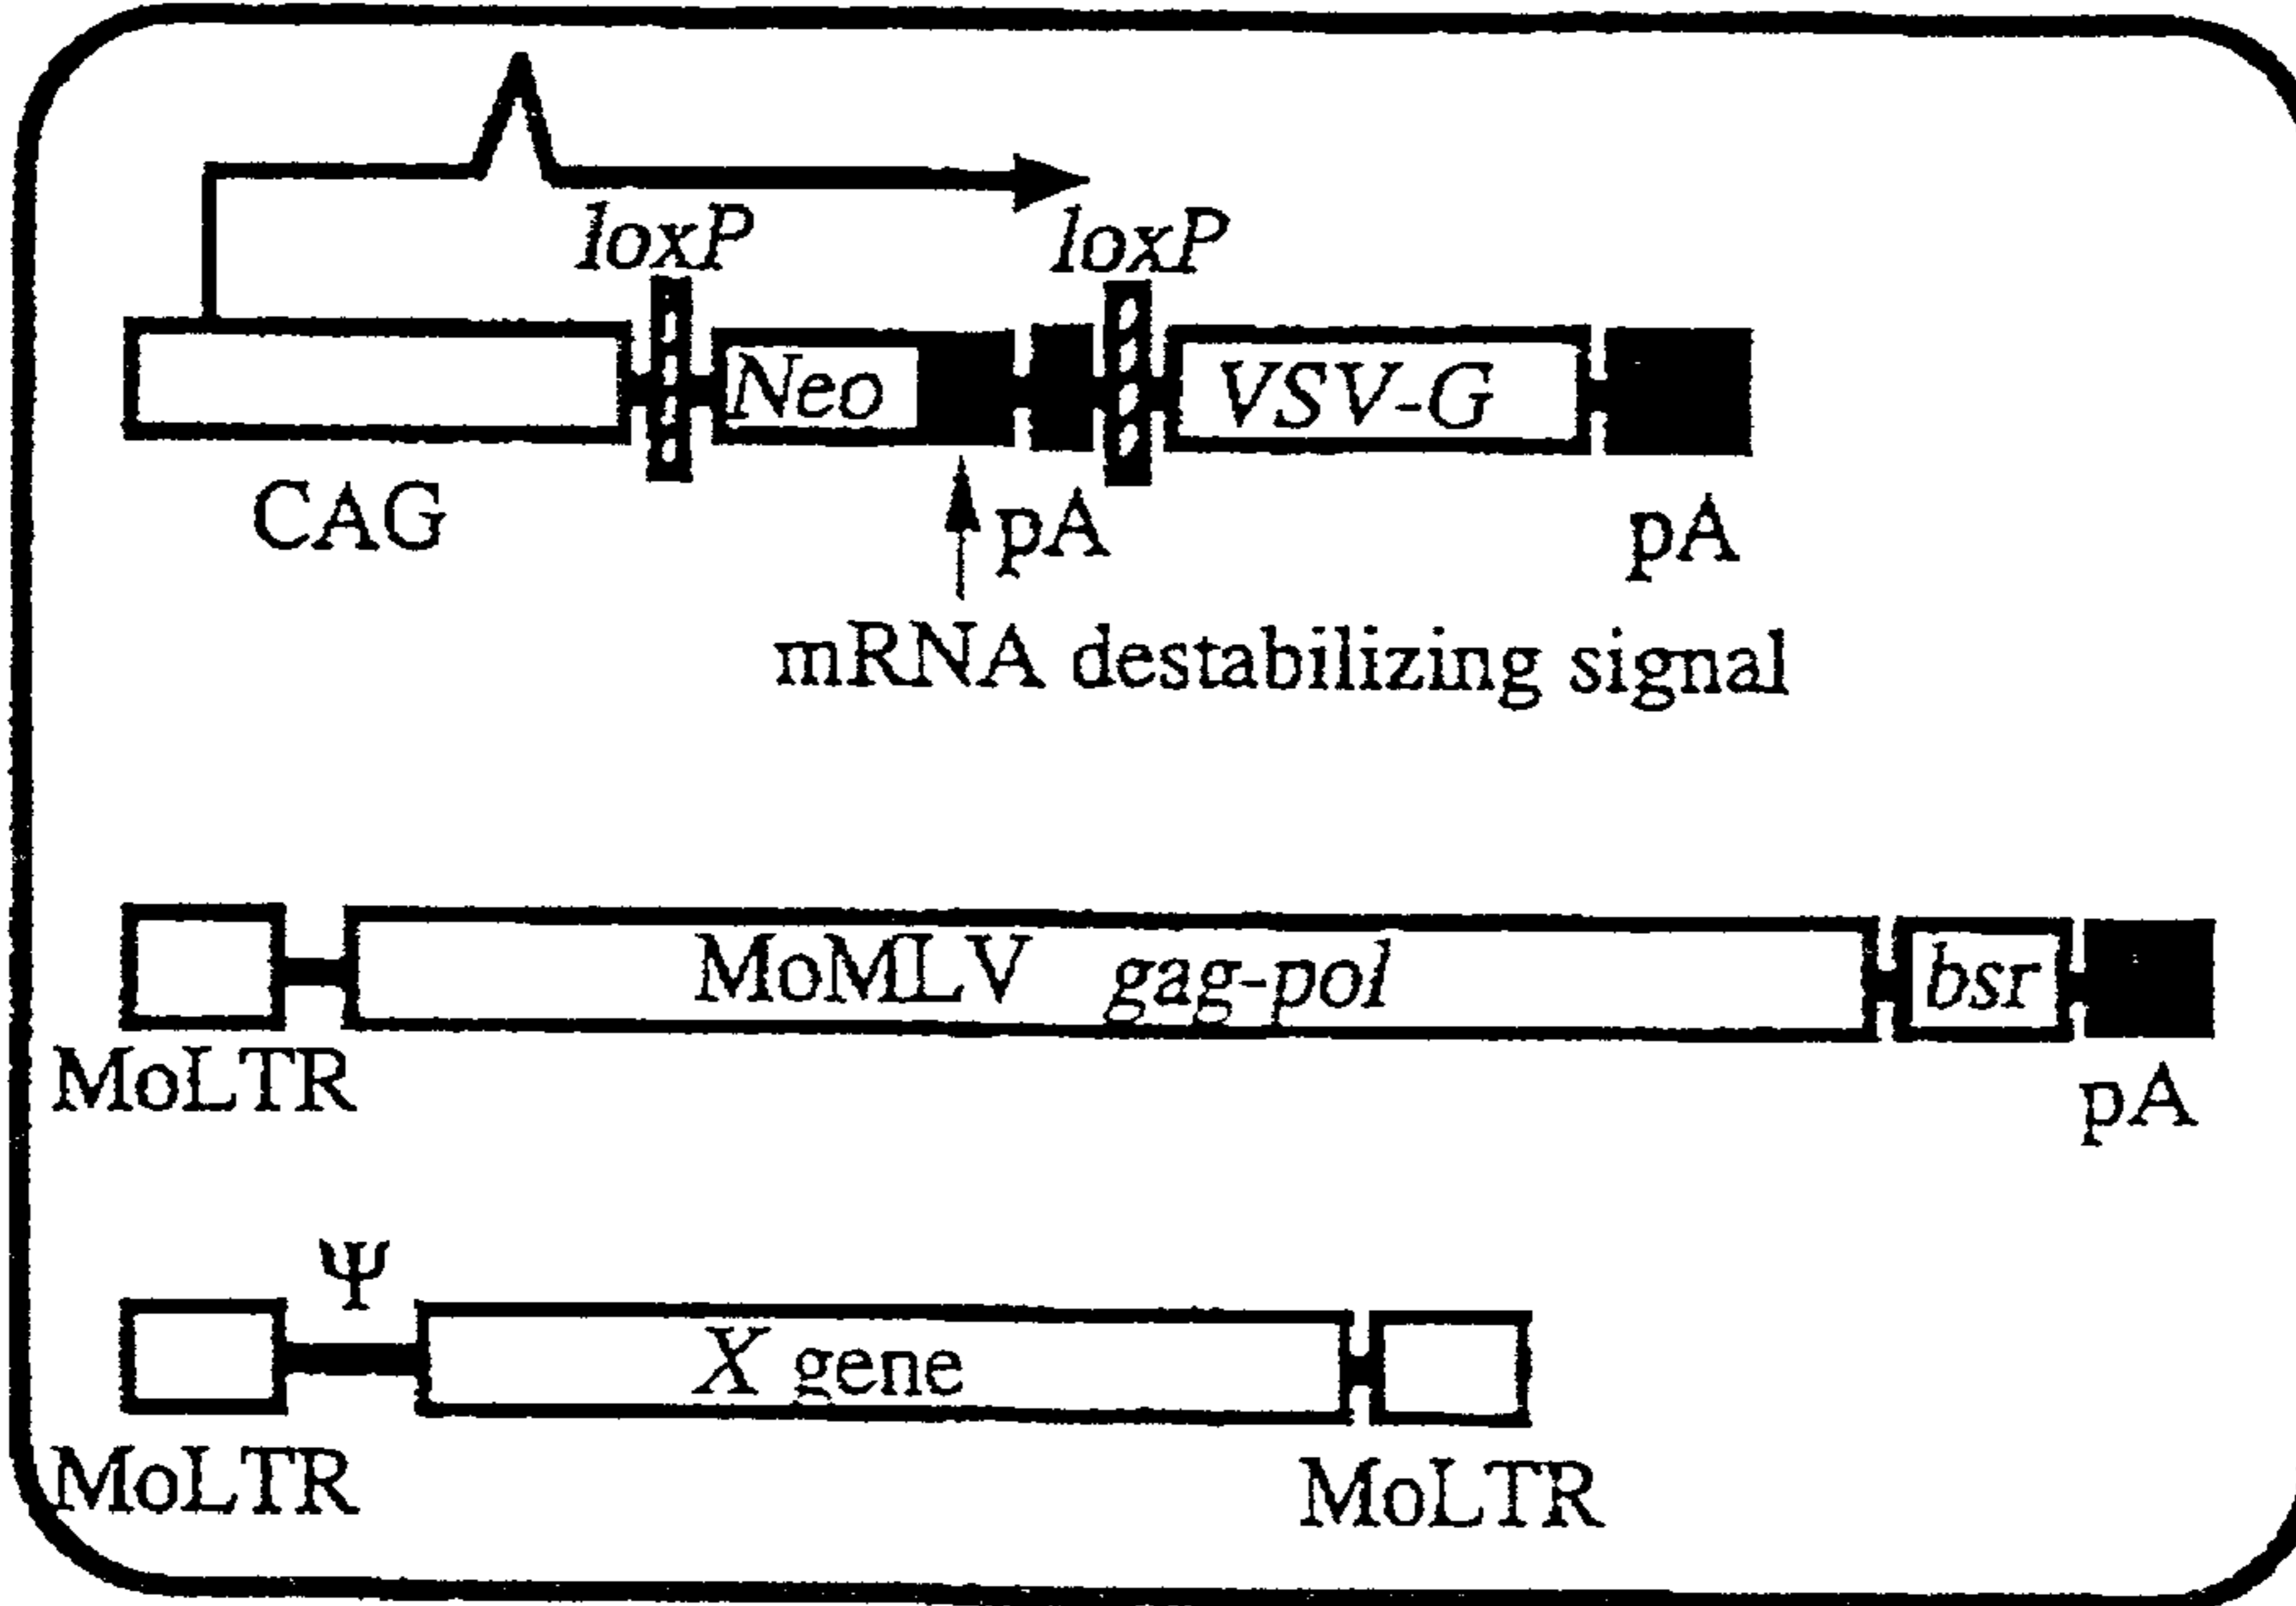 loxP loxP
Neo VSV-G
CAG pA pA
mRNA destabilizing signal
MoMLV gag-pol bsr
MoLTR pA
Ψ
X gene
MoLTR MoLTR